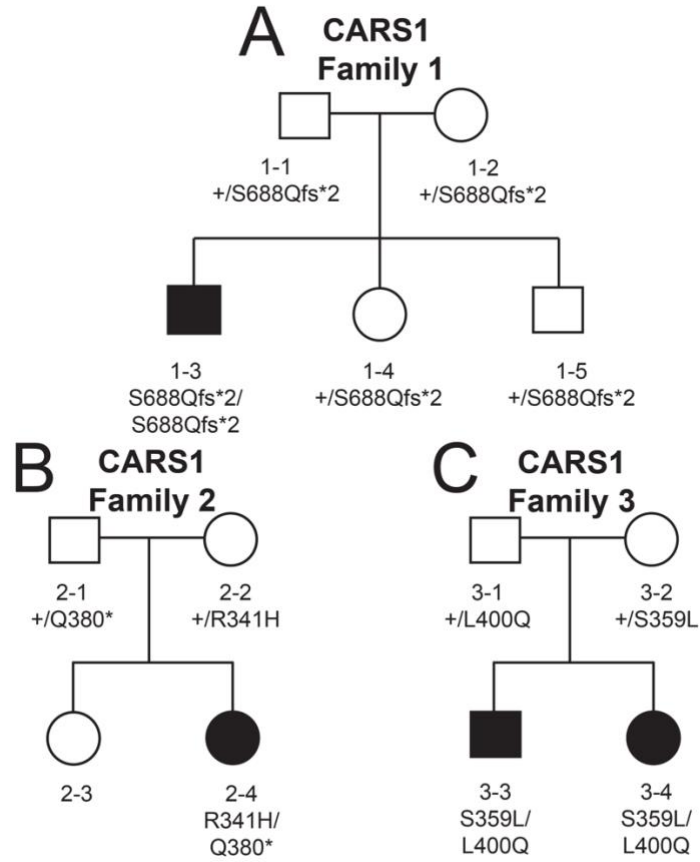 A
CARS1
Family 1
1-1
+/S688Qfs*2
1-2
+/S688Qfs*2
1-3
S688Qfs*2/
S688Qfs*2
1-4
+/S688Qfs*2
1-5
+/S688Qfs*2
B
CARS1
Family 2
2-1
+/Q380*
2-2
+/R341H
2-3
2-4
R341H/
Q380*
C
CARS1
Family 3
3-1
+/L400Q
3-2
+/S359L
3-3
S359L/
L400Q
3-4
S359L/
L400Q